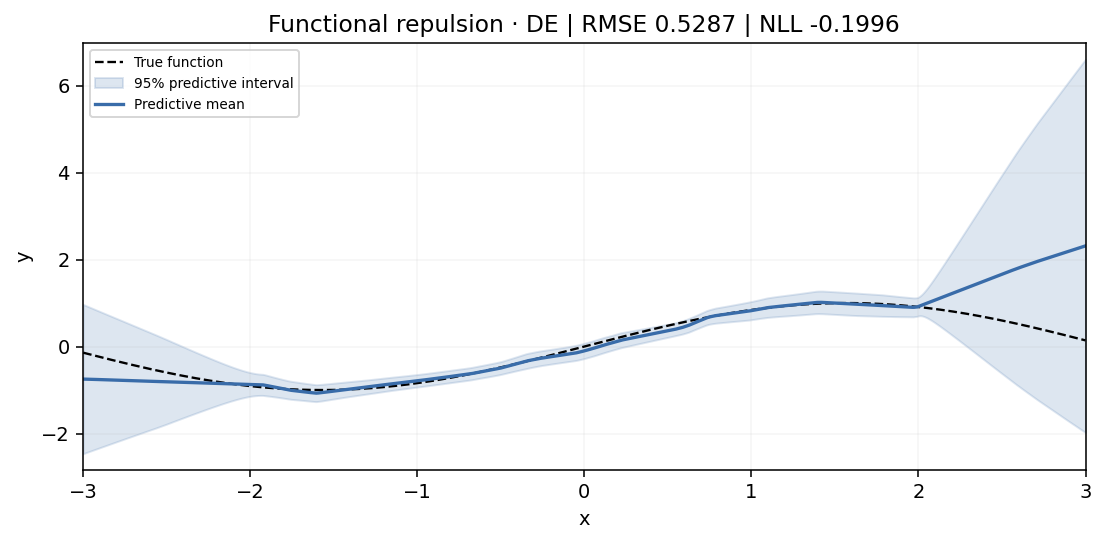 Functional repulsion · DE | RMSE 0.5287 | NLL -0.1996
True function
95% predictive interval
Predictive mean
6
4
2
0
−2
y
−3
−2
−1
0
1
2
3
x